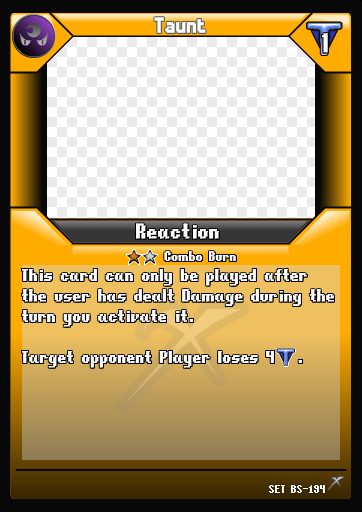 Taunt
1
Reaction
Combo Burn
This card can only be played after
the user has dealt Damage during the
turn you activate it.
Target opponent Player loses 4 .
SET BS-194